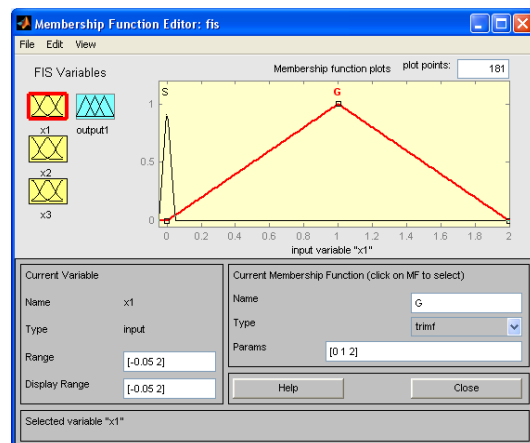 Membership Function Editor: fis
File Edit View
FIS Variables
Membership function plots
plot points:
181
x1
output1
x2
x3
S
G
1
0.5
0
0 0.2 0.4 0.6 0.8 1 1.2 1.4 1.6 1.8 2
input variable "x1"
Current Variable
Name x1
Type input
Range [-0.05 2]
Display Range [-0.05 2]
Current Membership Function (click on MF to select)
Name G
Type trimf
Params [0 1 2]
Help Close
Selected variable "x1"